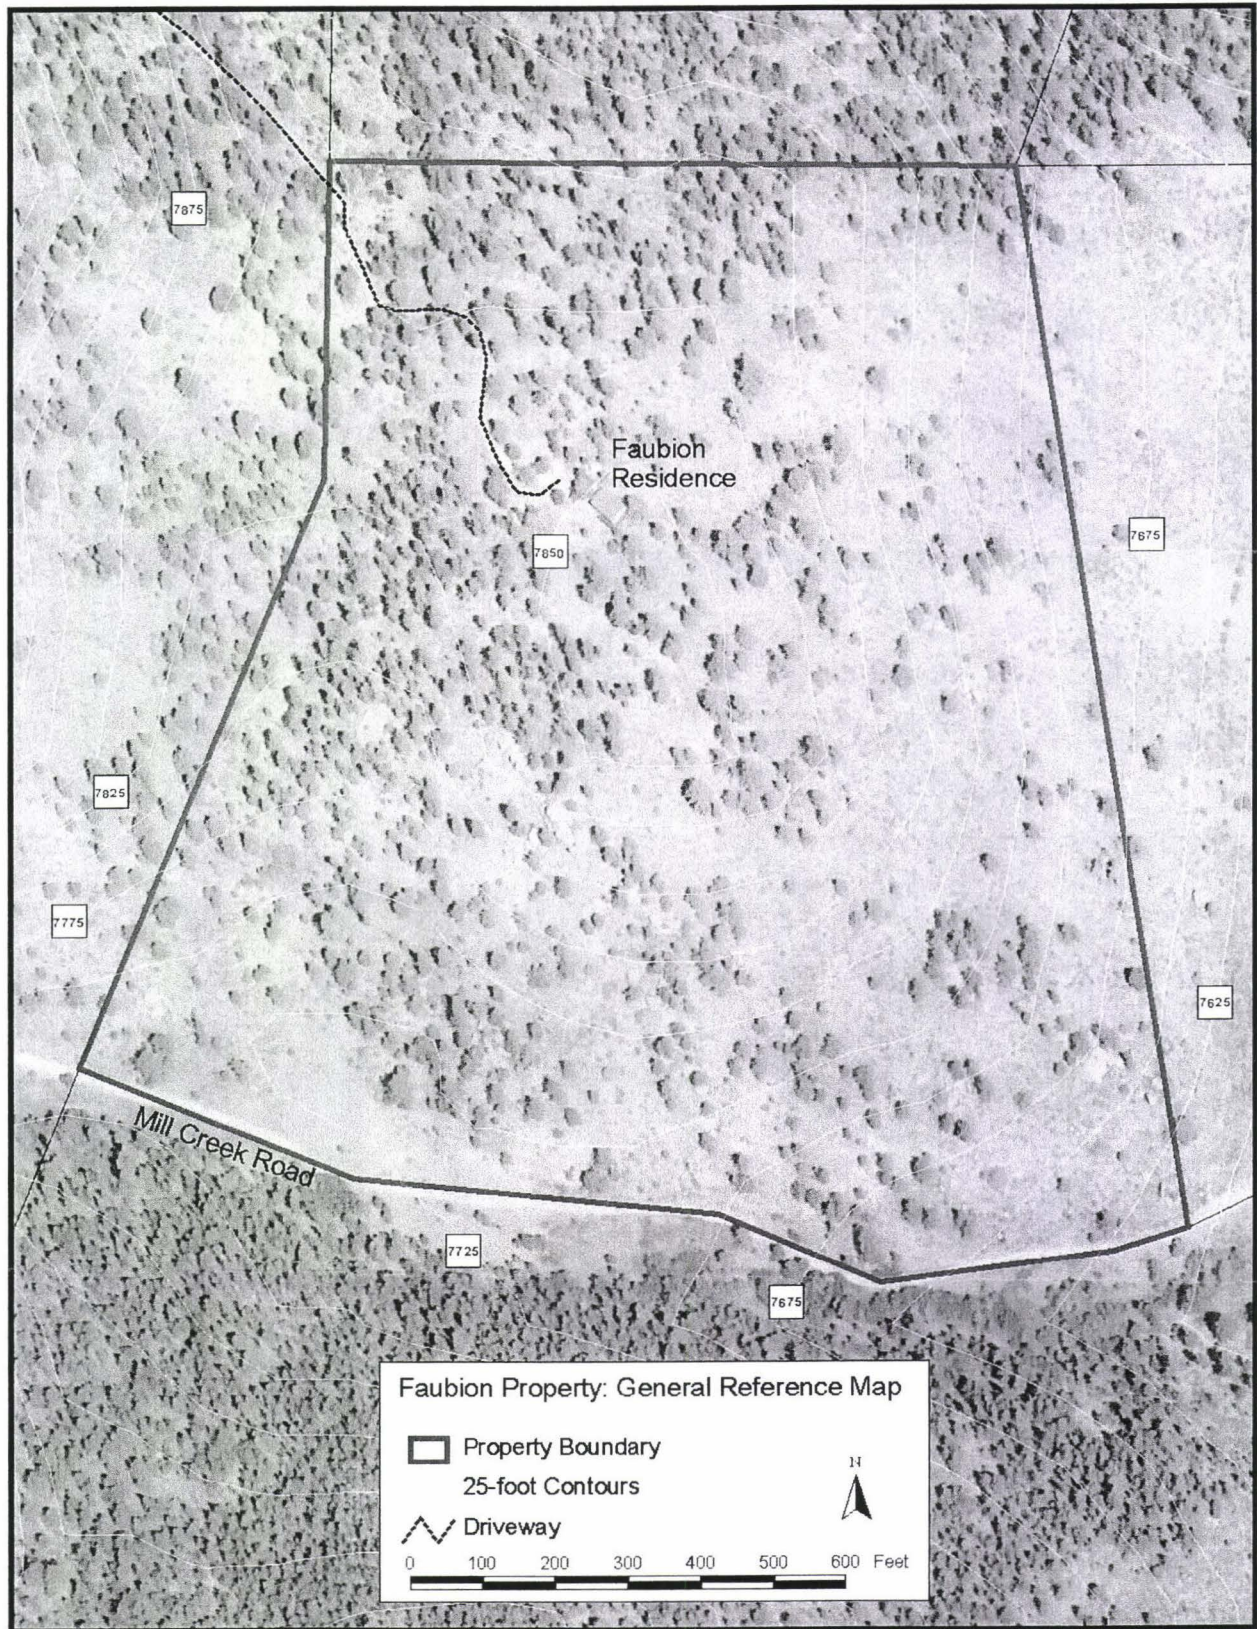 7875
Faubion
Residence
7675
7850
7825
7775
7625
Mill Creek Road
7725
7675
Faubion Property: General Reference Map
Property Boundary
25-foot Contours
N
Driveway
0 100 200 300 400 500 600 Feet